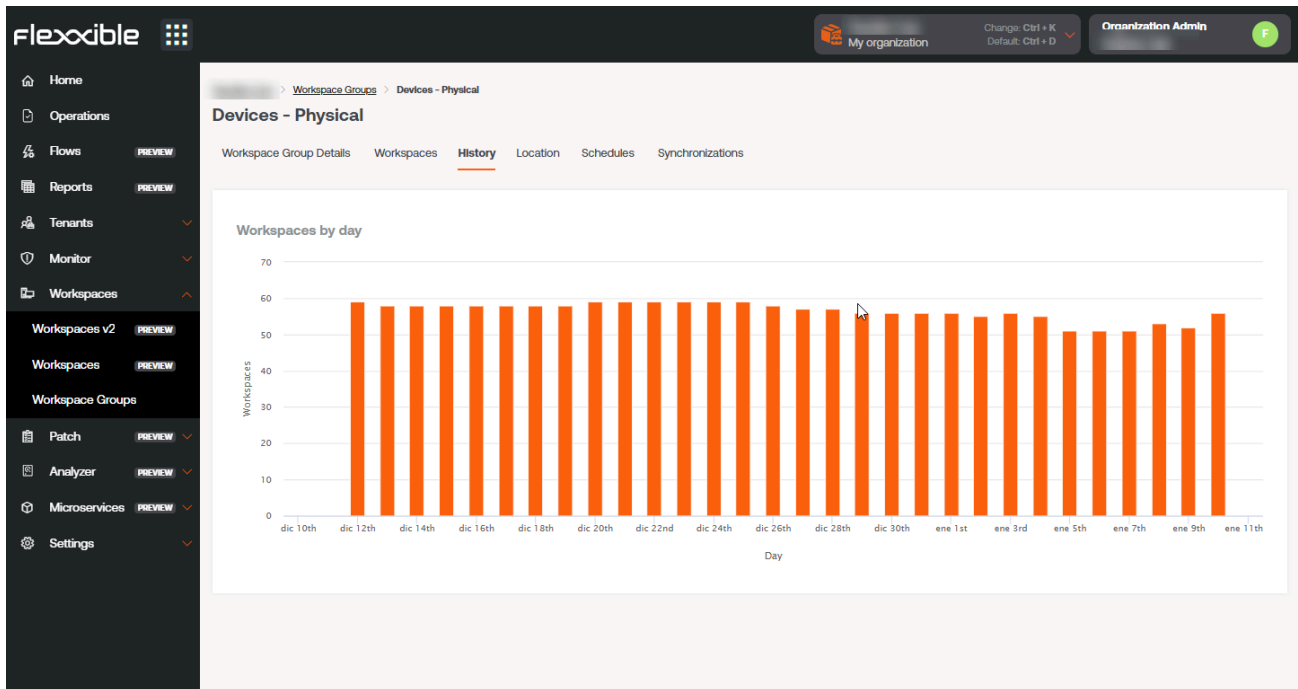 flexxible
My organization
Change: Ctrl + K
Default: Ctrl + D
Organization Admin
F
Home
Operations
Flows PREVIEW
Reports PREVIEW
Tenants
Monitor
Workspaces
Workspaces v2 PREVIEW
Workspaces PREVIEW
Workspace Groups
Patch PREVIEW
Analyzer PREVIEW
Microservices PREVIEW
Settings
> Workspace Groups > Devices - Physical
Devices - Physical
Workspace Group Details Workspaces History Location Schedules Synchronizations
Workspaces by day
70
60
50
40
30
20
10
0
Workspaces
dic 10th dic 12th dic 14th dic 16th dic 18th dic 20th dic 22nd dic 24th dic 26th dic 28th dic 30th ene 1st ene 3rd ene 5th ene 7th ene 9th ene 11th
Day